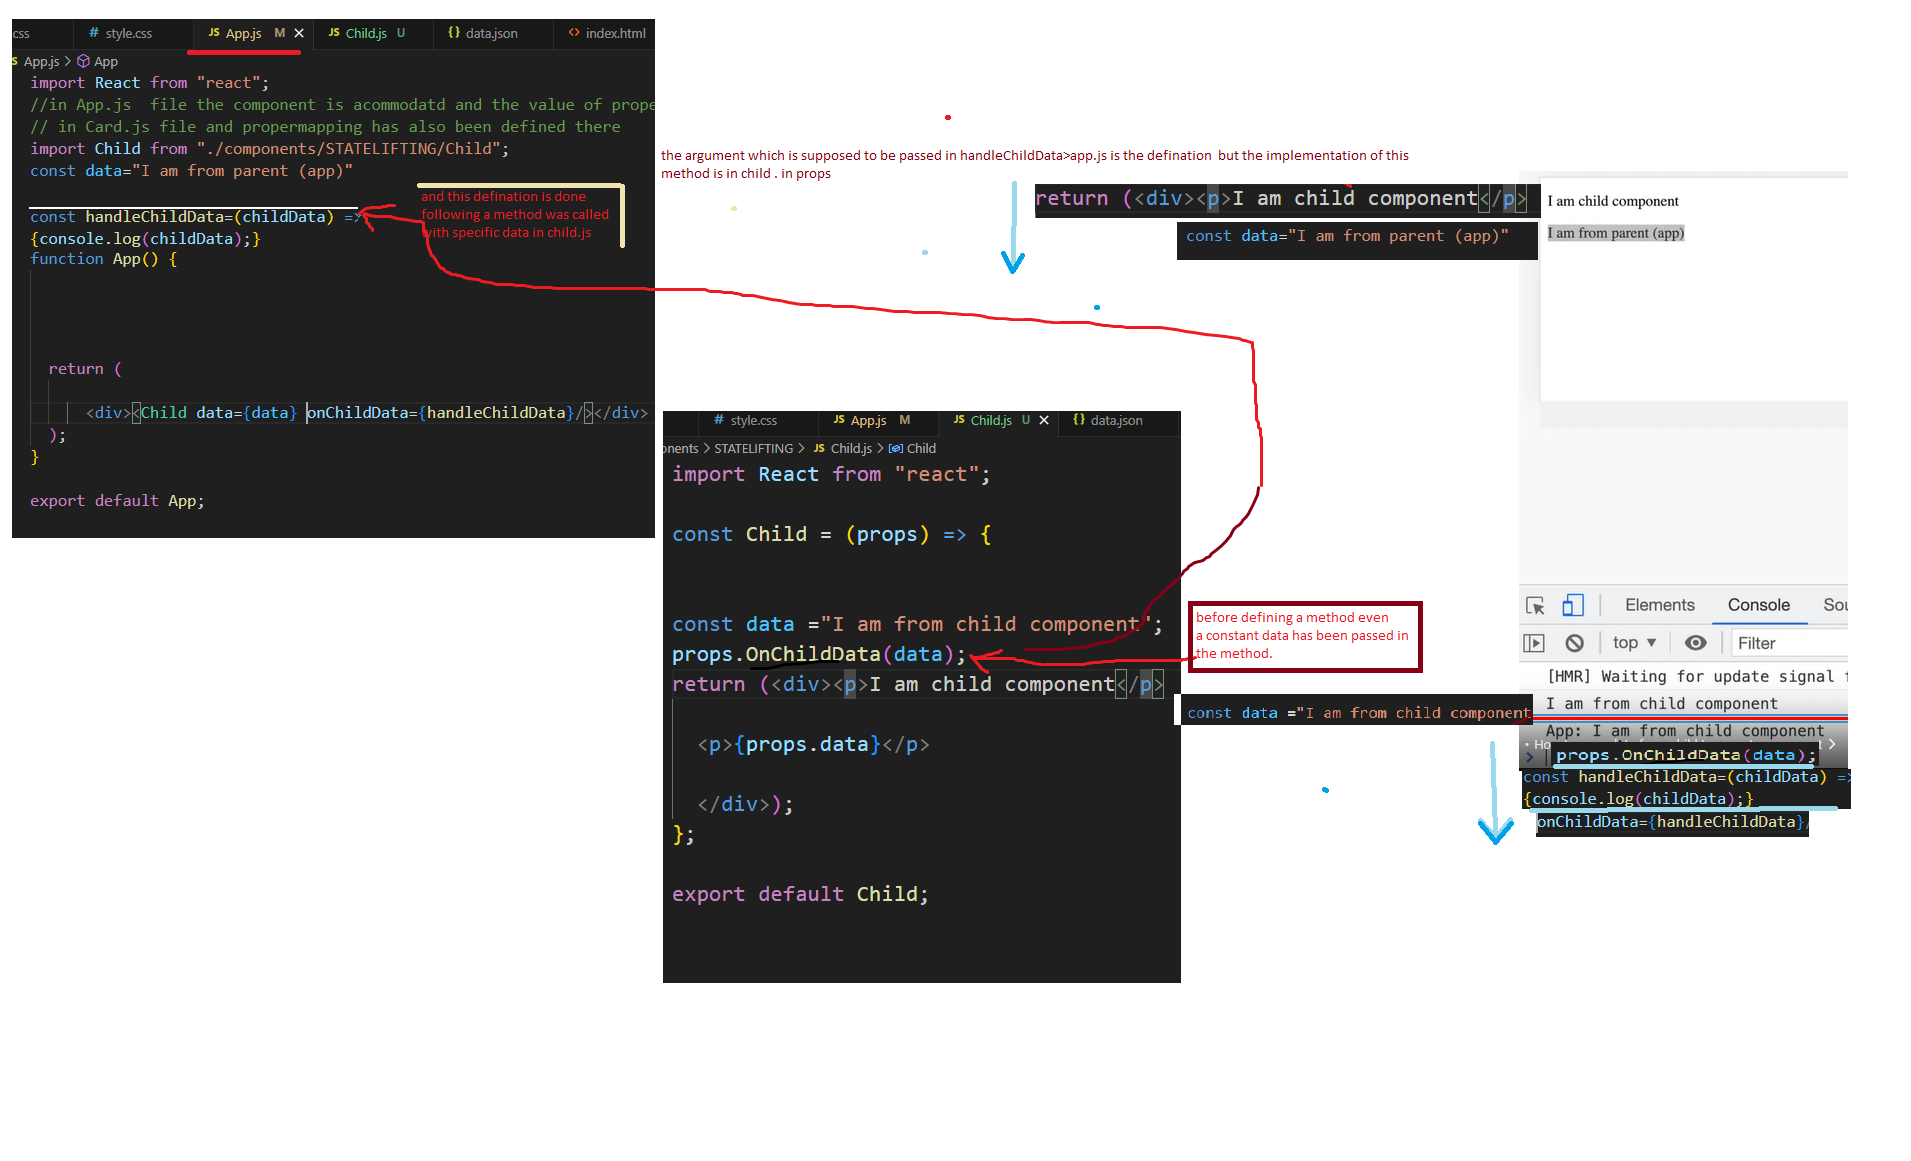 css
# style.css
JS App.js M ×
JS Child.js U
{} data.json
<> index.html
App.js > App
import React from "react";
//in App.js  file the component is acommodatd and the value of prope
// in Card.js file and propermapping has also been defined there
import Child from "./components/STATELIFTING/Child";
const data="I am from parent (app)"
and this defination is done
following a method was called
with specific data in child.js
const handleChildData=(childData) =>
{console.log(childData);}
function App() {
return (
<div><Child data={data} onChildData={handleChildData}/></div>
);
}
export default App;
the argument which is supposed to be passed in handleChildData>app.js is the defination  but the implementation of this
method is in child . in props
return (<div><p>I am child component</p>
const data="I am from parent (app)"
I am child component
I am from parent (app)
# style.css
JS App.js M
JS Child.js U ×
{} data.json
onents > STATELIFTING > JS Child.js > Child
import React from "react";
const Child = (props) => {
const data ="I am from child component";
props.OnChildData(data);
return (<div><p>I am child component</p>
<p>{props.data}</p>
</div>);
};
export default Child;
before defining a method even
a constant data has been passed in
the method.
const data ="I am from child component
Elements Console Sou
top ▼ Filter
[HMR] Waiting for update signal f
I am from child component
App: I am from child component
props.OnChildData(data);
const handleChildData=(childData) =>
{console.log(childData);}
onChildData={handleChildData}/